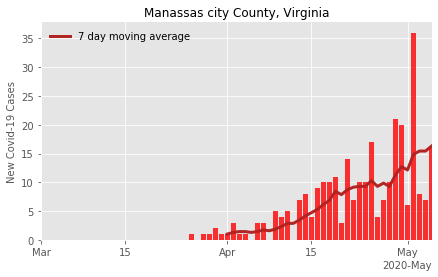 Manassas city County, Virginia
7 day moving average
New Covid-19 Cases
35
30
25
20
15
10
5
0
Mar
15
Apr
15
May
2020-May